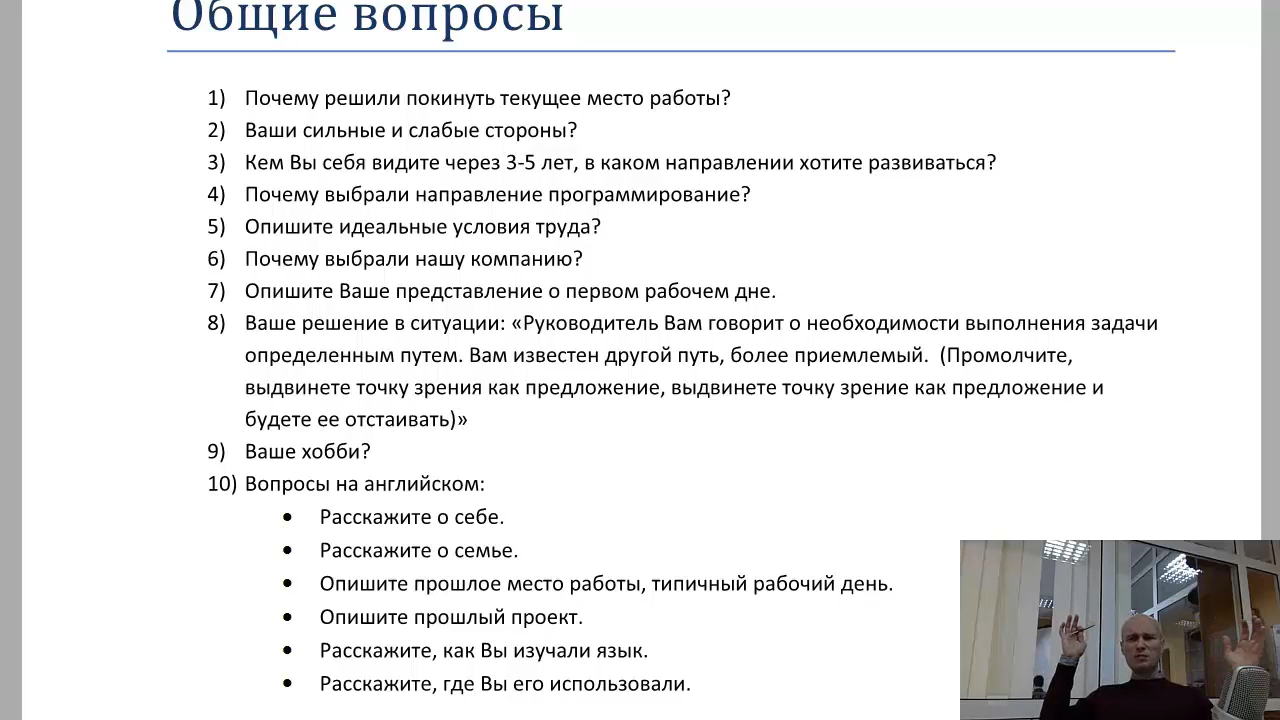 Общие вопросы
1) Почему решили покинуть текущее место работы?
2) Ваши сильные и слабые стороны?
3) Кем Вы себя видите через 3-5 лет, в каком направлении хотите развиваться?
4) Почему выбрали направление программирование?
5) Опишите идеальные условия труда?
6) Почему выбрали нашу компанию?
7) Опишите Ваше представление о первом рабочем дне.
8) Ваше решение в ситуации: «Руководитель Вам говорит о необходимости выполнения задачи
определенным путем. Вам известен другой путь, более приемлемый. (Промолчите,
выдвинете точку зрения как предложение, выдвинете точку зрение как предложение и
будете ее отстаивать)»
9) Ваше хобби?
10) Вопросы на английском:
• Расскажите о себе.
• Расскажите о семье.
• Опишите прошлое место работы, типичный рабочий день.
• Опишите прошлый проект.
• Расскажите, как Вы изучали язык.
• Расскажите, где Вы его использовали.